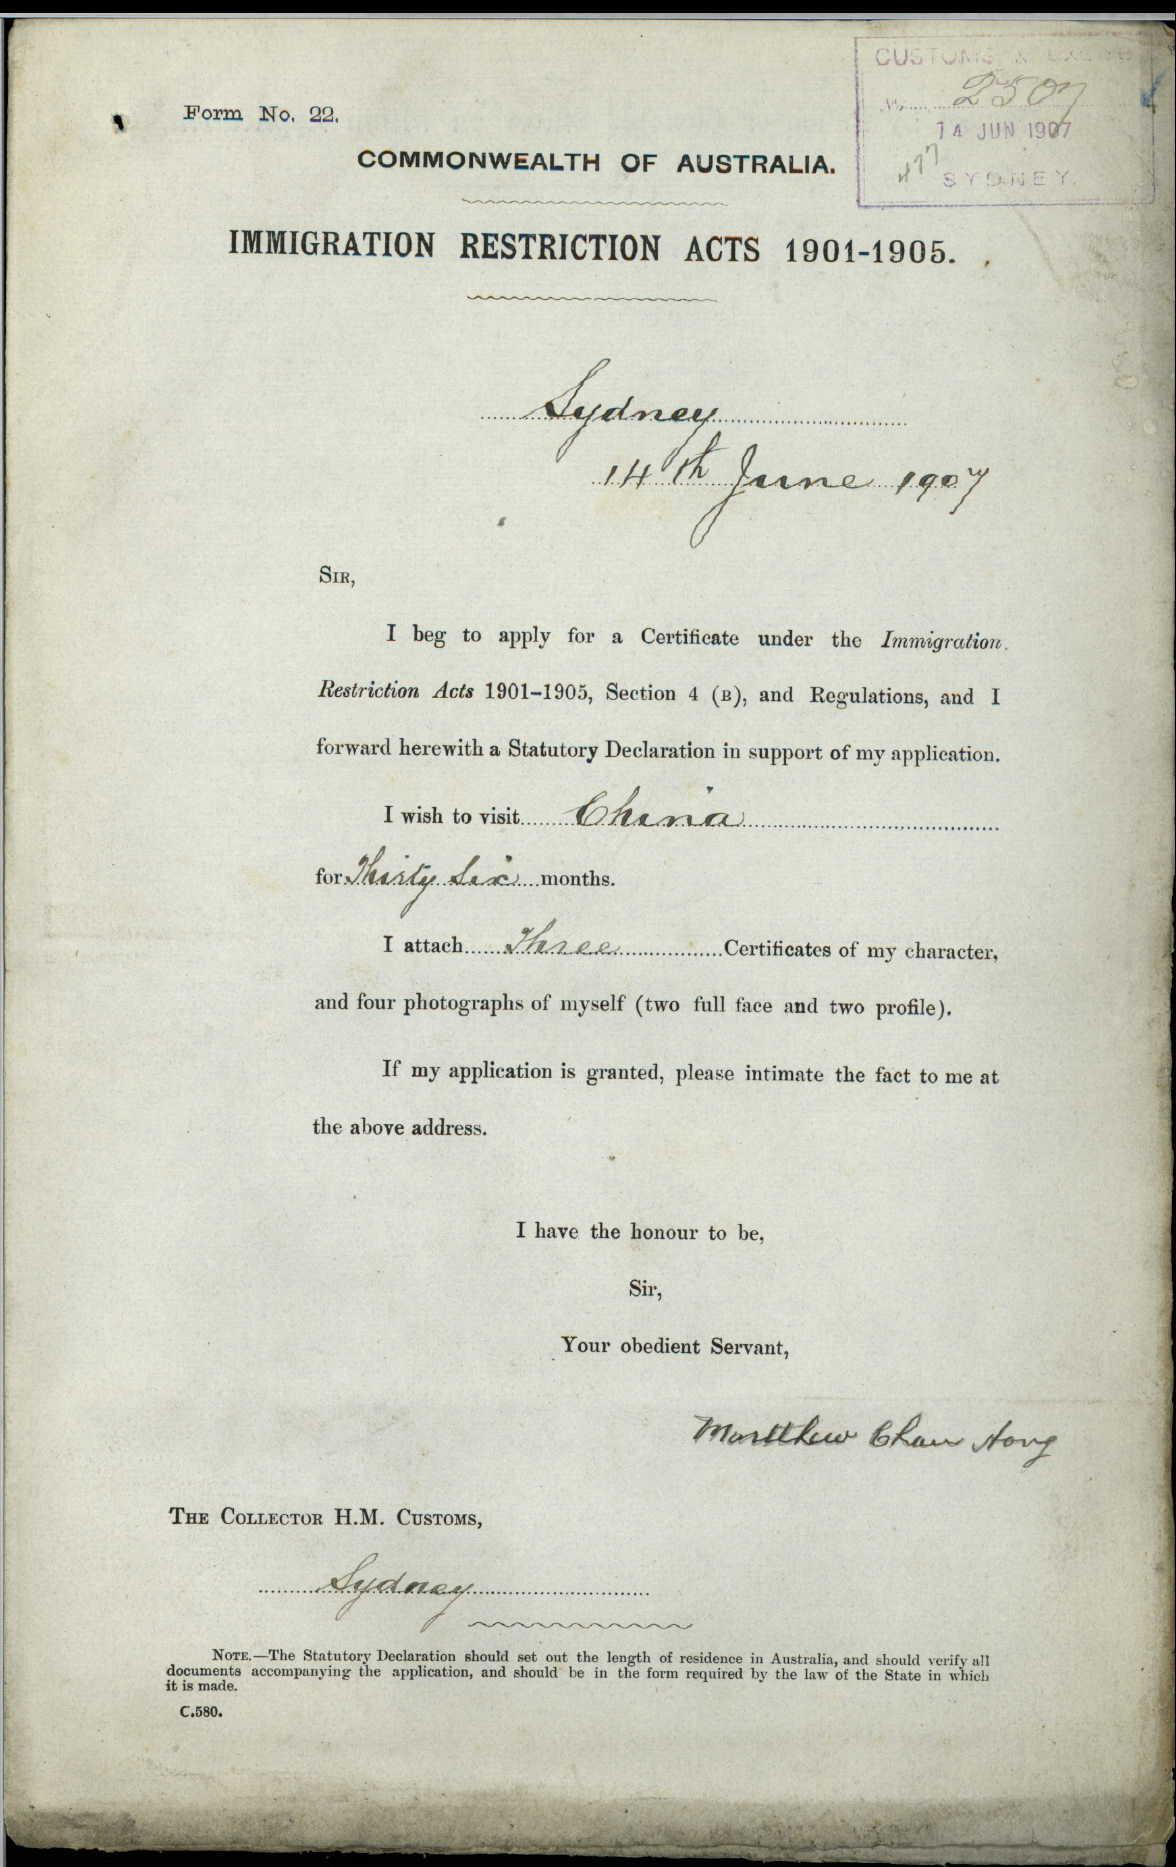 CUSTOMS & EXCISE
No. 2507
14 JUN 1907
SYDNEY.
Form No. 22.
COMMONWEALTH OF AUSTRALIA.
IMMIGRATION RESTRICTION ACTS 1901-1905.
Sydney
14th June 1907
SIR,
I beg to apply for a Certificate under the Immigration
Restriction Acts 1901–1905, Section 4 (B), and Regulations, and I
forward herewith a Statutory Declaration in support of my application.
I wish to visit China
for Thirty Six months.
I attach Three Certificates of my character,
and four photographs of myself (two full face and two profile).
If my application is granted, please intimate the fact to me at
the above address.
I have the honour to be,
Sir,
Your obedient Servant,
Matthew Chan Hong
THE COLLECTOR H.M. CUSTOMS,
Sydney
NOTE.—The Statutory Declaration should set out the length of residence in Australia, and should verify all
documents accompanying the application, and should be in the form required by the law of the State in which
it is made.
C.580.